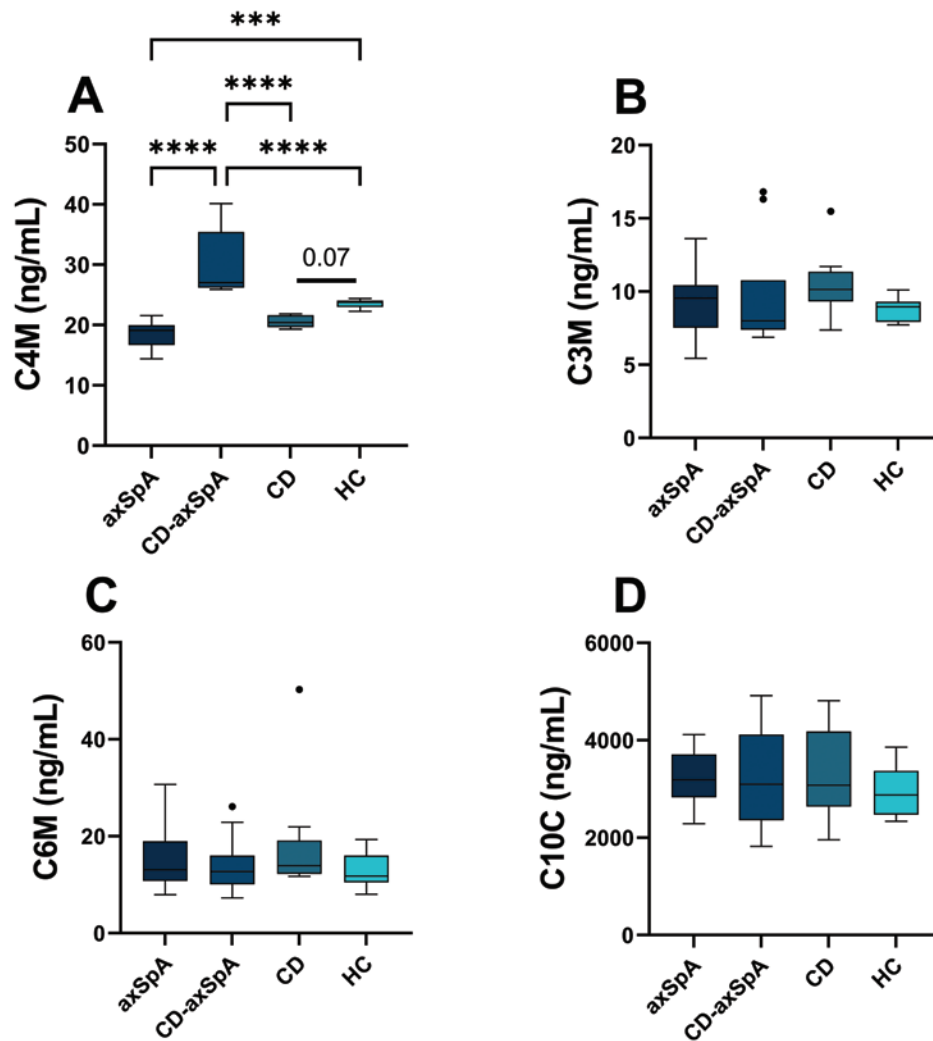 ***
****
A
**** ****
50
40
30
20
10
0
C4M (ng/mL)
0.07
axSpA
CD-axSpA
CD
HC
B
20
15
10
5
0
C3M (ng/mL)
axSpA
CD-axSpA
CD
HC
C
60
40
20
0
C6M (ng/mL)
axSpA
CD-axSpA
CD
HC
D
6000
4000
2000
0
C10C (ng/mL)
axSpA
CD-axSpA
CD
HC